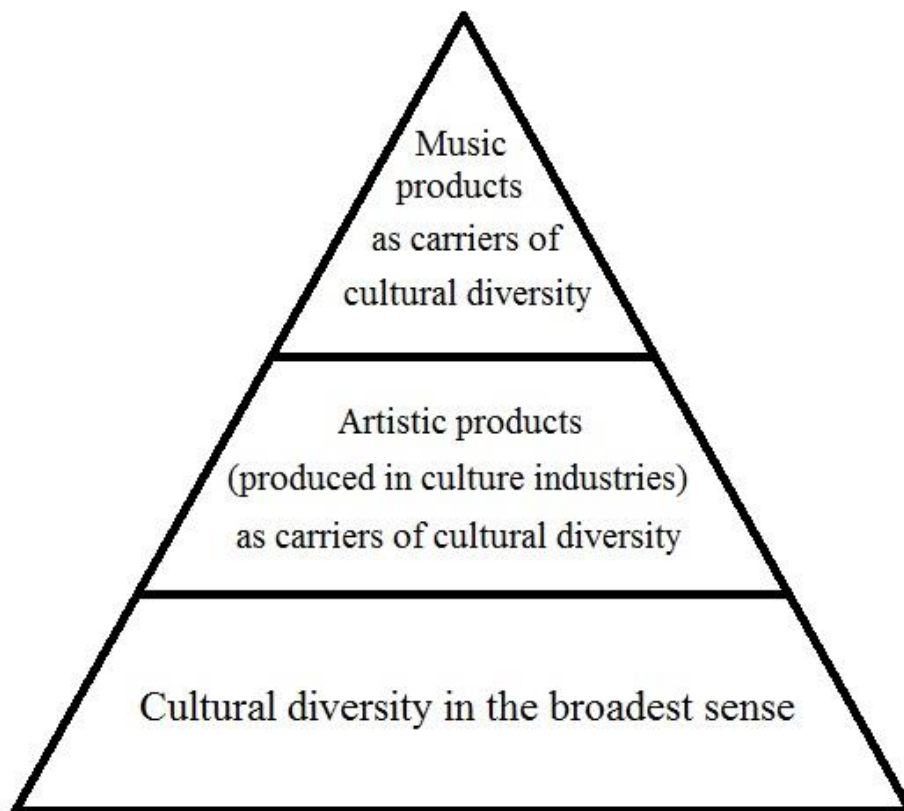 Music
products
as carriers of
cultural diversity
Artistic products
(produced in culture industries)
as carriers of cultural diversity
Cultural diversity in the broadest sense